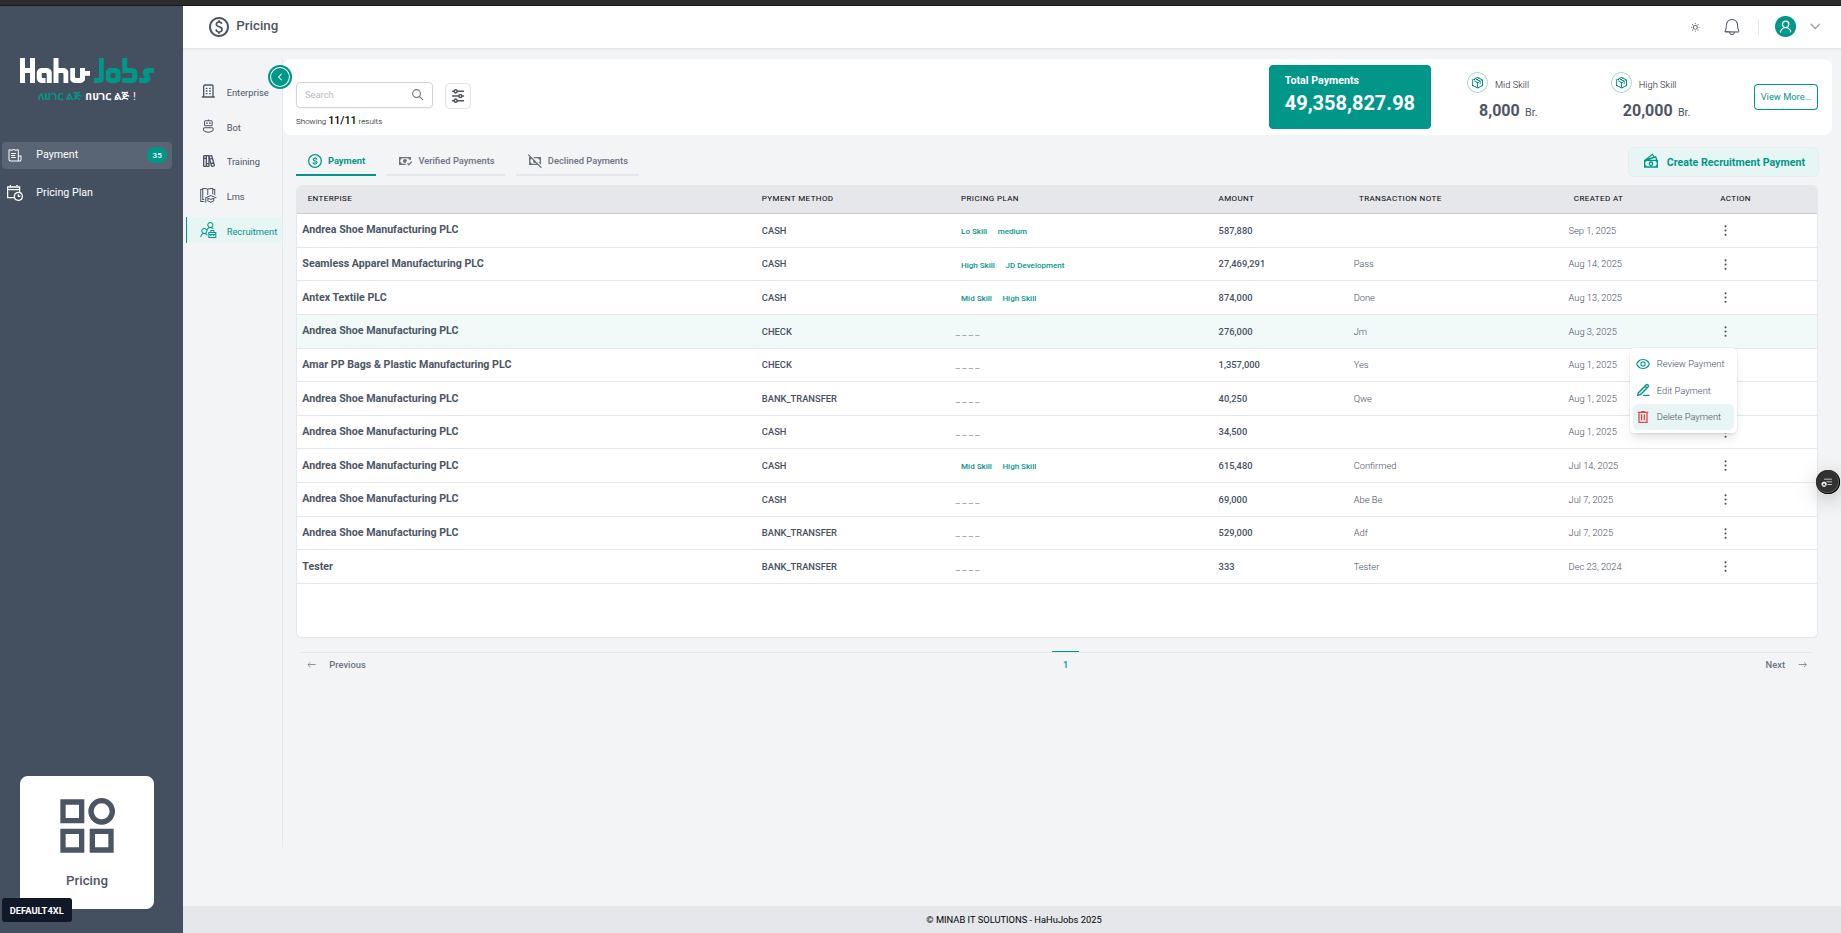 Pricing
Hahu Jobs
Payment 35
Pricing Plan
Enterprise
Bot
Training
Lms
Recruitment
Search
Showing 11/11 results
Total Payments
49,358,827.98
Mid Skill
8,000 Br.
High Skill
20,000 Br.
View More...
Payment Verified Payments Declined Payments
Create Recruitment Payment
ENTERPISE PYMENT METHOD PRICING PLAN AMOUNT TRANSACTION NOTE CREATED AT ACTION
Andrea Shoe Manufacturing PLC CASH Lo Skill medium 587,880 Sep 1, 2025
Seamless Apparel Manufacturing PLC CASH High Skill JD Development 27,469,291 Pass Aug 14, 2025
Antex Textile PLC CASH Mid Skill High Skill 874,000 Done Aug 13, 2025
Andrea Shoe Manufacturing PLC CHECK _ _ _ _ 276,000 Jm Aug 3, 2025
Amar PP Bags & Plastic Manufacturing PLC CHECK _ _ _ _ 1,357,000 Yes Aug 1, 2025
Andrea Shoe Manufacturing PLC BANK_TRANSFER _ _ _ _ 40,250 Qwe Aug 1, 2025
Andrea Shoe Manufacturing PLC CASH _ _ _ _ 34,500 Aug 1, 2025
Andrea Shoe Manufacturing PLC CASH Mid Skill High Skill 615,480 Confirmed Jul 14, 2025
Andrea Shoe Manufacturing PLC CASH _ _ _ _ 69,000 Abe Be Jul 7, 2025
Andrea Shoe Manufacturing PLC BANK_TRANSFER _ _ _ _ 529,000 Adf Jul 7, 2025
Tester BANK_TRANSFER _ _ _ _ 333 Tester Dec 23, 2024
Review Payment
Edit Payment
Delete Payment
← Previous 1 Next →
Pricing
DEFAULT4XL
© MINAB IT SOLUTIONS - HaHuJobs 2025